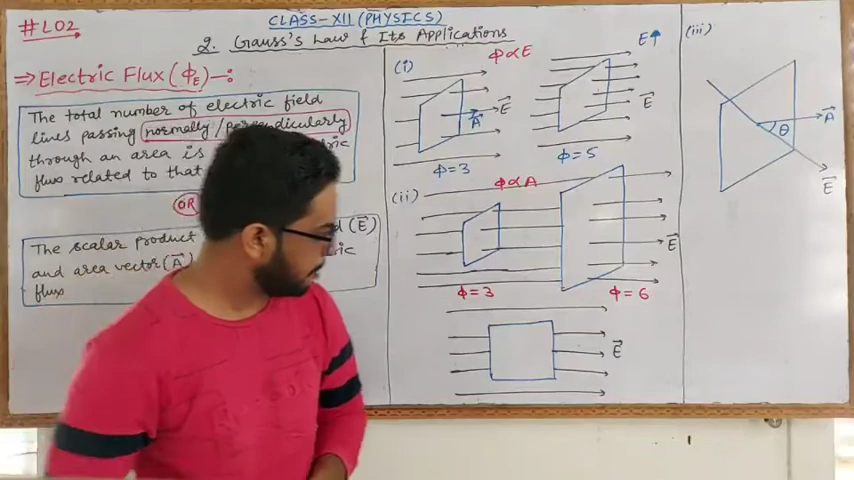 #L02
CLASS-XII (PHYSICS)
2. Gauss's Law & Its Applications
⇒Electric Flux (ϕE) —:
The total number of electric field
lines passing normally / perpendicularly
through an area is
flux related to that
OR
The scalar product (E⃗)
and area vector (A⃗)
flux
(i)
ϕ∝E
E↑
E⃗
A⃗
E⃗
ϕ=3
ϕ=5
(ii)
ϕ∝A
E⃗
ϕ=3
ϕ=6
E⃗
(iii)
A⃗
θ
E⃗